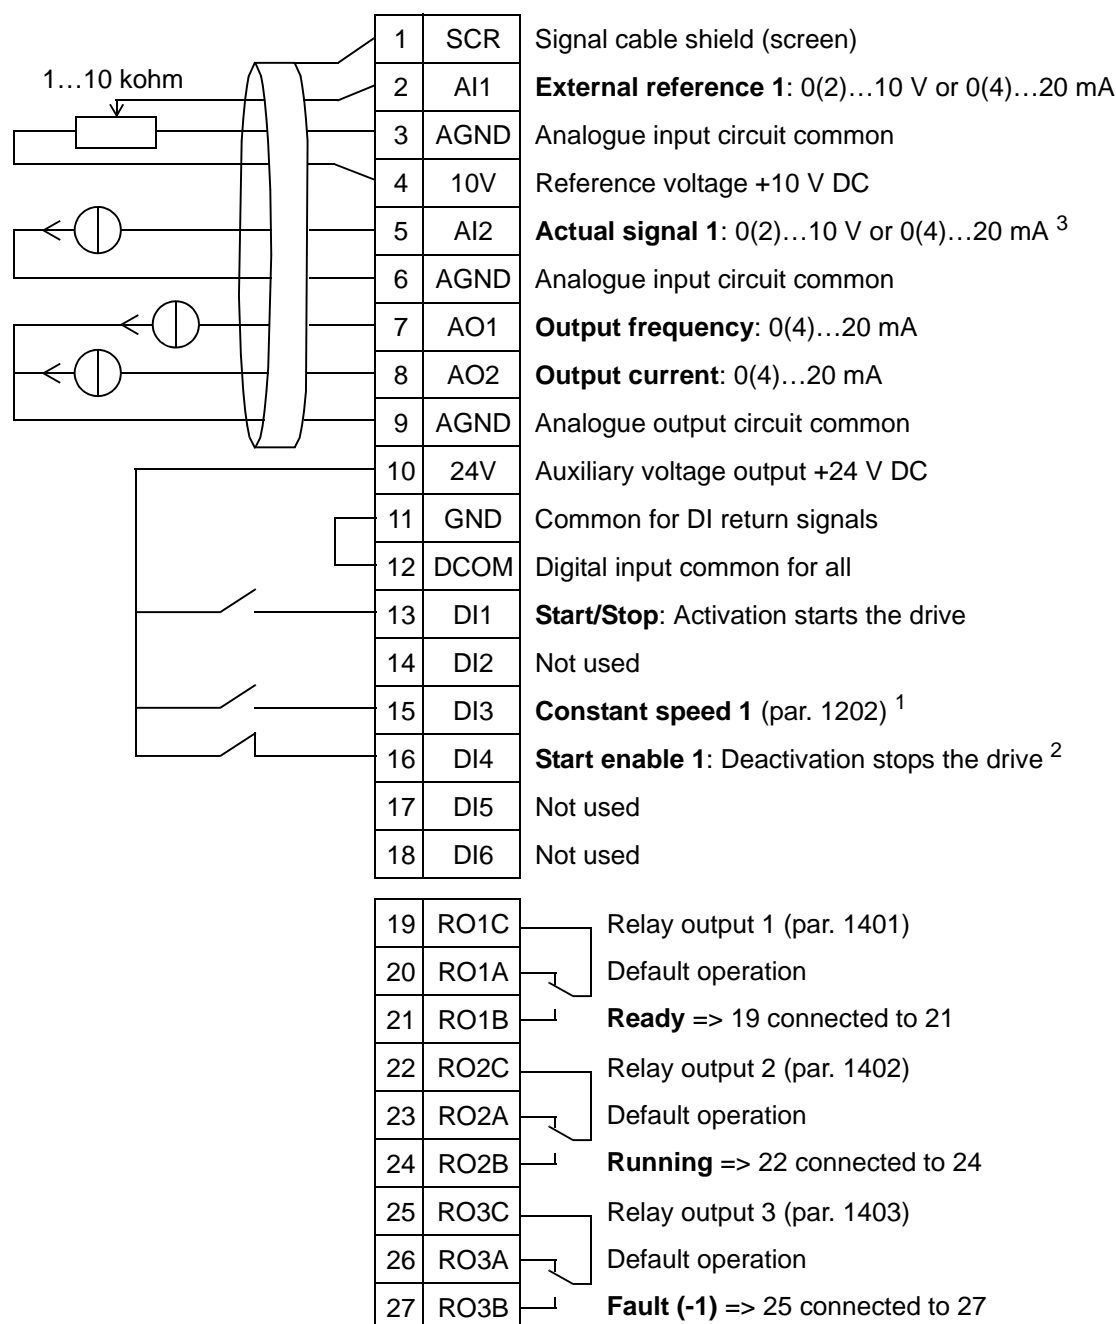 1 SCR Signal cable shield (screen)
1…10 kohm
2 AI1 External reference 1: 0(2)…10 V or 0(4)…20 mA
3 AGND Analogue input circuit common
4 10V Reference voltage +10 V DC
5 AI2 Actual signal 1: 0(2)…10 V or 0(4)…20 mA 3
6 AGND Analogue input circuit common
7 AO1 Output frequency: 0(4)…20 mA
8 AO2 Output current: 0(4)…20 mA
9 AGND Analogue output circuit common
10 24V Auxiliary voltage output +24 V DC
11 GND Common for DI return signals
12 DCOM Digital input common for all
13 DI1 Start/Stop: Activation starts the drive
14 DI2 Not used
15 DI3 Constant speed 1 (par. 1202) 1
16 DI4 Start enable 1: Deactivation stops the drive 2
17 DI5 Not used
18 DI6 Not used
19 RO1C Relay output 1 (par. 1401)
20 RO1A Default operation
21 RO1B Ready => 19 connected to 21
22 RO2C Relay output 2 (par. 1402)
23 RO2A Default operation
24 RO2B Running => 22 connected to 24
25 RO3C Relay output 3 (par. 1403)
26 RO3A Default operation
27 RO3B Fault (-1) => 25 connected to 27